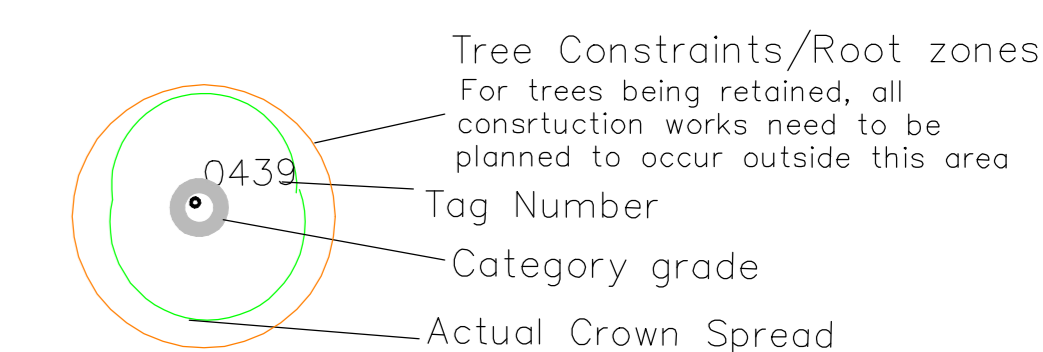 Tree Constraints/Root zones
For trees being retained, all
consrtuction works need to be
planned to occur outside this area
0439
Tag Number
Category grade
Actual Crown Spread